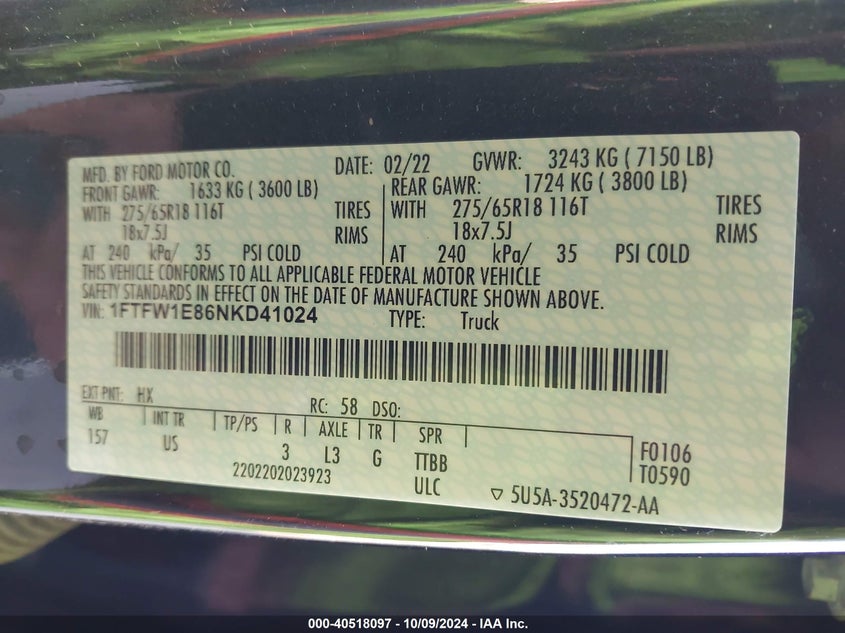 MFD. BY FORD MOTOR CO. DATE: 02/22 GVWR: 3243 KG ( 7150 LB)
FRONT GAWR: 1633 KG ( 3600 LB) REAR GAWR: 1724 KG ( 3800 LB)
WITH 275/65R18 116T TIRES WITH 275/65R18 116T TIRES
18x7.5J RIMS 18x7.5J RIMS
AT 240 kPa/ 35 PSI COLD AT 240 kPa/ 35 PSI COLD
THIS VEHICLE CONFORMS TO ALL APPLICABLE FEDERAL MOTOR VEHICLE
SAFETY STANDARDS IN EFFECT ON THE DATE OF MANUFACTURE SHOWN ABOVE.
VIN: 1FTFW1E86NKD41024 TYPE: Truck
EXT PNT: HX RC: 58 DSO:
WB INT TR TP/PS R AXLE TR SPR
157 US 3 L3 G TTBB F0106
2202202023923 ULC T0590
▽ 5U5A-3520472-AA
000-40518097 - 10/09/2024 - IAA Inc.